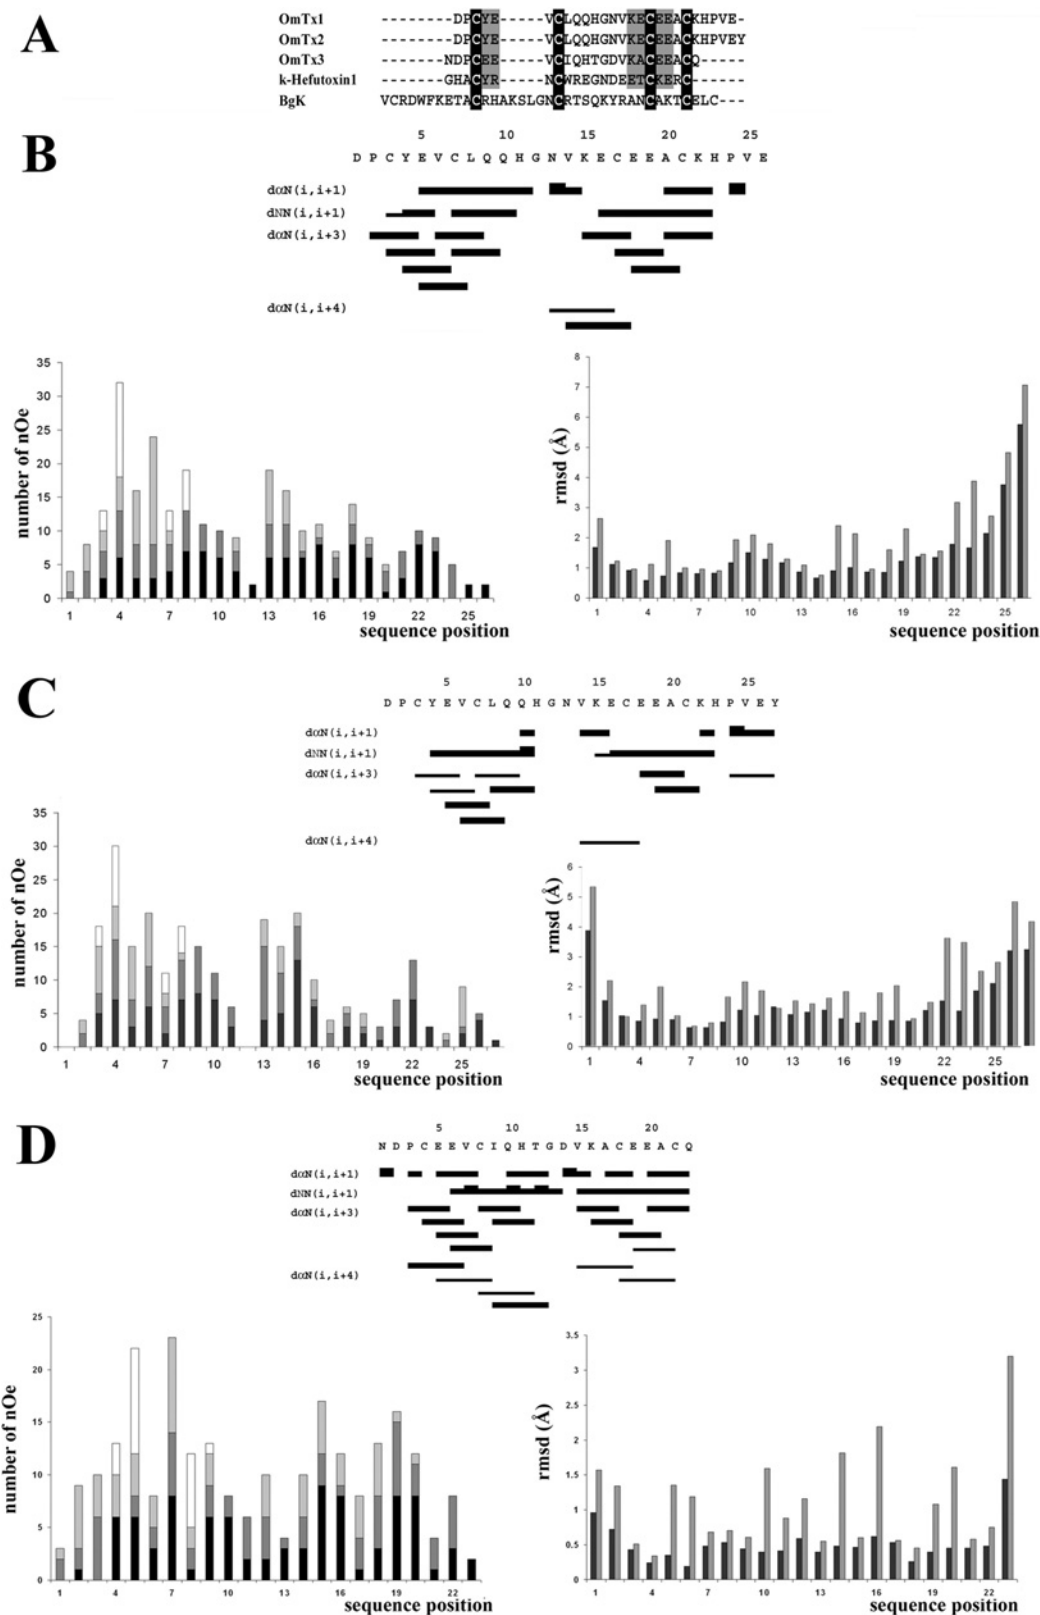 A
OmTx1 -------DPCYE-----VCLQQHGNVKECEEACKHPVE-
OmTx2 -------DPCYE-----VCLQQHGNVKECEEACKHPVEY
OmTx3 ------NDPCEE-----VCIQHTGDVKACEEACQ-----
k-Hefutoxin1 ------GHACYR-----NCWREGNDEETCKERC------
BgK VCRDWFKETACRHAKSLGNCRTSQKYRANCAKTCELC---
B
5 10 15 20 25
D P C Y E V C L Q Q H G N V K E C E E A C K H P V E
dαN(i,i+1)
dNN(i,i+1)
dαN(i,i+3)
dαN(i,i+4)
35
30
25
20
15
10
5
0
number of nOe
1 4 7 10 13 16 19 22 25
sequence position
8
7
6
5
4
3
2
1
0
rmsd (Å)
1 4 7 10 13 16 19 22 25
sequence position
C
5 10 15 20 25
D P C Y E V C L Q Q H G N V K E C E E A C K H P V E Y
dαN(i,i+1)
dNN(i,i+1)
dαN(i,i+3)
dαN(i,i+4)
35
30
25
20
15
10
5
0
number of nOe
1 4 7 10 13 16 19 22 25
sequence position
6
5
4
3
2
1
0
rmsd (Å)
1 4 7 10 13 16 19 22 25
sequence position
D
5 10 15 20
N D P C E E V C I Q H T G D V K A C E E A C Q
dαN(i,i+1)
dNN(i,i+1)
dαN(i,i+3)
dαN(i,i+4)
25
20
15
10
5
0
number of nOe
1 4 7 10 13 16 19 22
sequence position
3.5
3
2.5
2
1.5
1
0.5
0
rmsd (Å)
1 4 7 10 13 16 19 22
sequence position